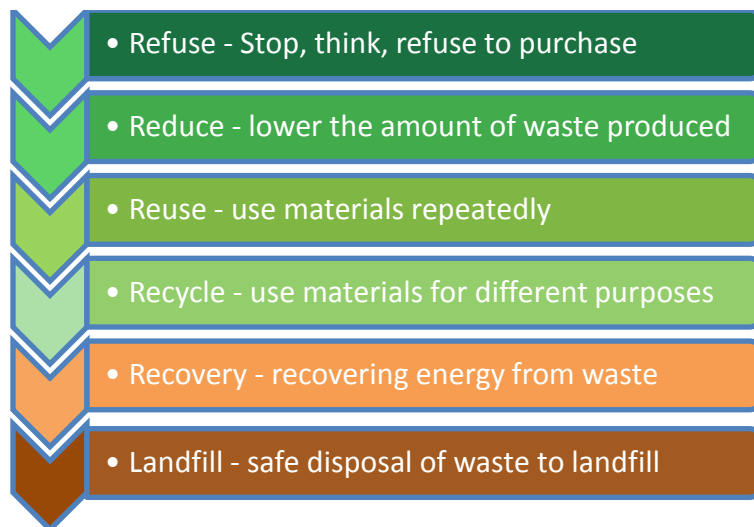 • Refuse - Stop, think, refuse to purchase
• Reduce - lower the amount of waste produced
• Reuse - use materials repeatedly
• Recycle - use materials for different purposes
• Recovery - recovering energy from waste
• Landfill - safe disposal of waste to landfill